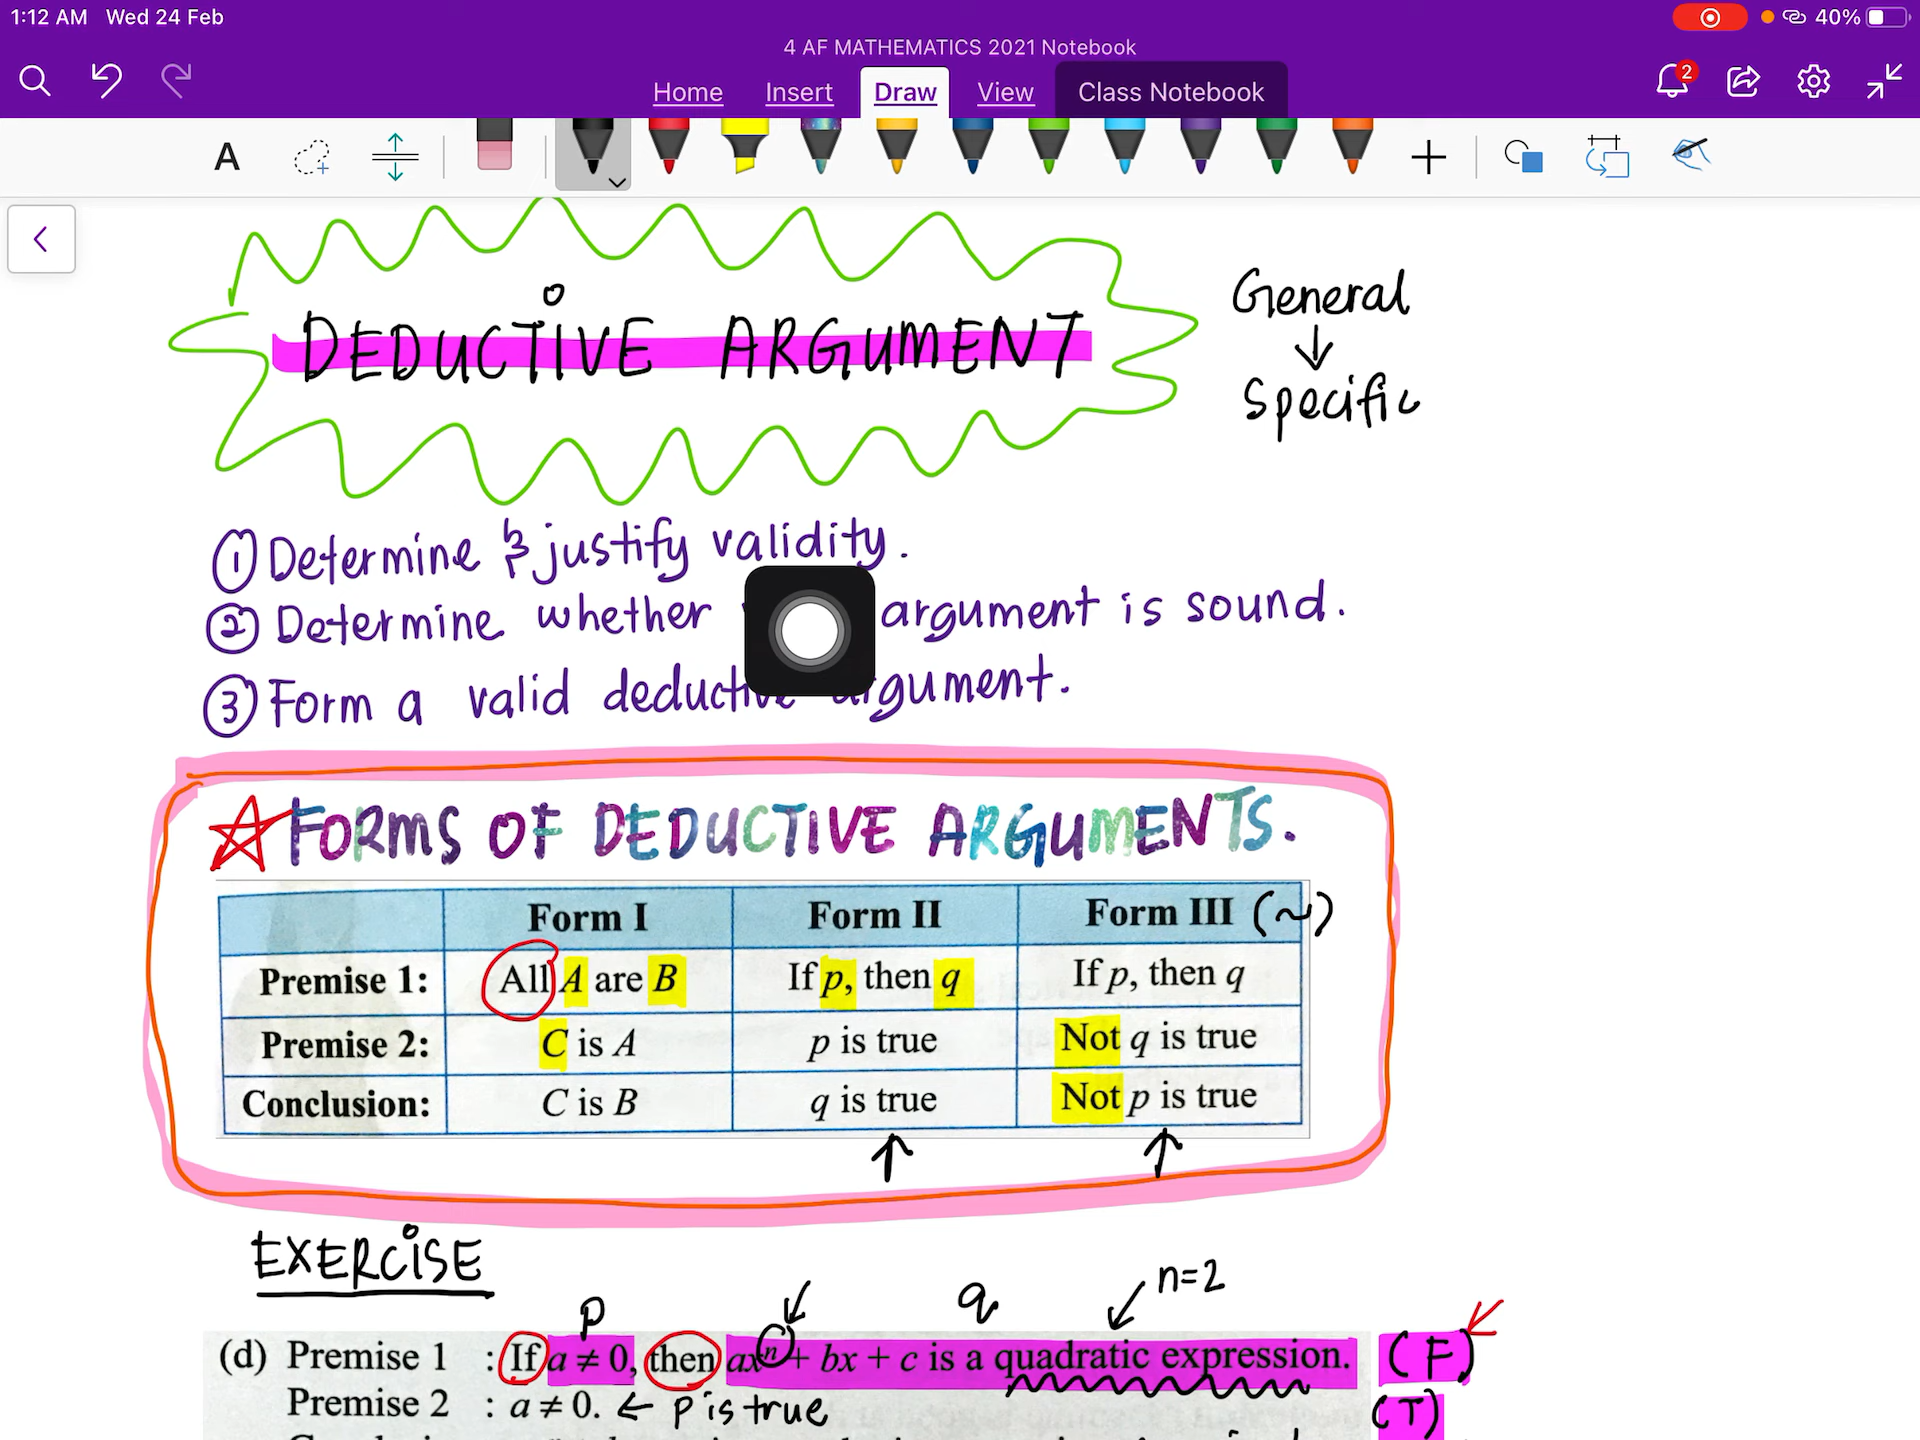 1:12 AM Wed 24 Feb
40%
4 AF MATHEMATICS 2021 Notebook
Home Insert Draw View Class Notebook
2
A
DEDUCTIVE ARGUMENT
General
↓
Specific
① Determine & justify validity.
② Determine whether argument is sound.
③ Form a valid deductive argument.
FORMS OF DEDUCTIVE ARGUMENTS.
Form I Form II Form III (~)
Premise 1: All A are B If p, then q If p, then q
Premise 2: C is A p is true Not q is true
Conclusion: C is B q is true Not p is true
EXERCISE
p q n=2
(d) Premise 1 : If a ≠ 0, then axⁿ + bx + c is a quadratic expression. (F)
Premise 2 : a ≠ 0. ← p is true (T)